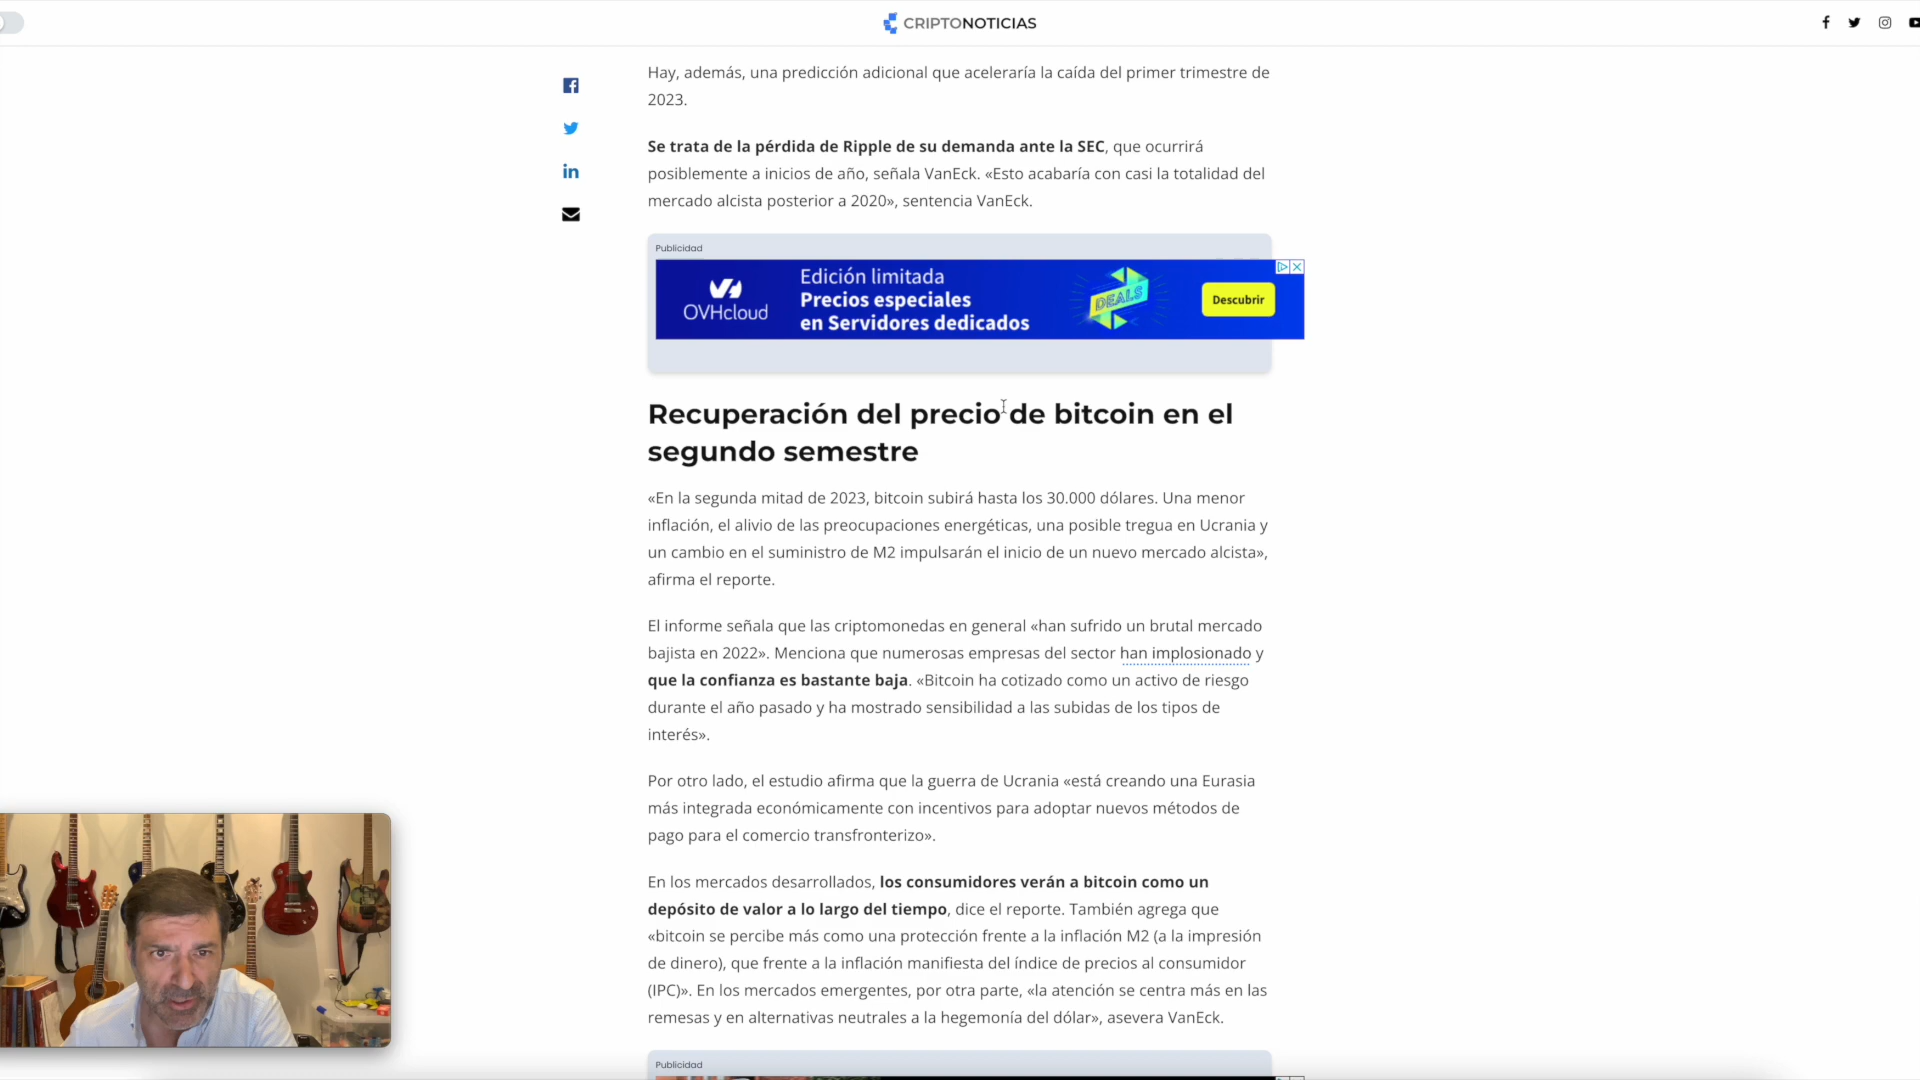 CRIPTONOTICIAS
Hay, además, una predicción adicional que aceleraría la caída del primer trimestre de
2023.
Se trata de la pérdida de Ripple de su demanda ante la SEC, que ocurrirá
posiblemente a inicios de año, señala VanEck. «Esto acabaría con casi la totalidad del
mercado alcista posterior a 2020», sentencia VanEck.
Publicidad
OVHcloud
Edición limitada
Precios especiales
en Servidores dedicados
DEALS
Descubrir
Recuperación del precio de bitcoin en el
segundo semestre
«En la segunda mitad de 2023, bitcoin subirá hasta los 30.000 dólares. Una menor
inflación, el alivio de las preocupaciones energéticas, una posible tregua en Ucrania y
un cambio en el suministro de M2 impulsarán el inicio de un nuevo mercado alcista»,
afirma el reporte.
El informe señala que las criptomonedas en general «han sufrido un brutal mercado
bajista en 2022». Menciona que numerosas empresas del sector han implosionado y
que la confianza es bastante baja. «Bitcoin ha cotizado como un activo de riesgo
durante el año pasado y ha mostrado sensibilidad a las subidas de los tipos de
interés».
Por otro lado, el estudio afirma que la guerra de Ucrania «está creando una Eurasia
más integrada económicamente con incentivos para adoptar nuevos métodos de
pago para el comercio transfronterizo».
En los mercados desarrollados, los consumidores verán a bitcoin como un
depósito de valor a lo largo del tiempo, dice el reporte. También agrega que
«bitcoin se percibe más como una protección frente a la inflación M2 (a la impresión
de dinero), que frente a la inflación manifiesta del índice de precios al consumidor
(IPC)». En los mercados emergentes, por otra parte, «la atención se centra más en las
remesas y en alternativas neutrales a la hegemonía del dólar», asevera VanEck.
Publicidad